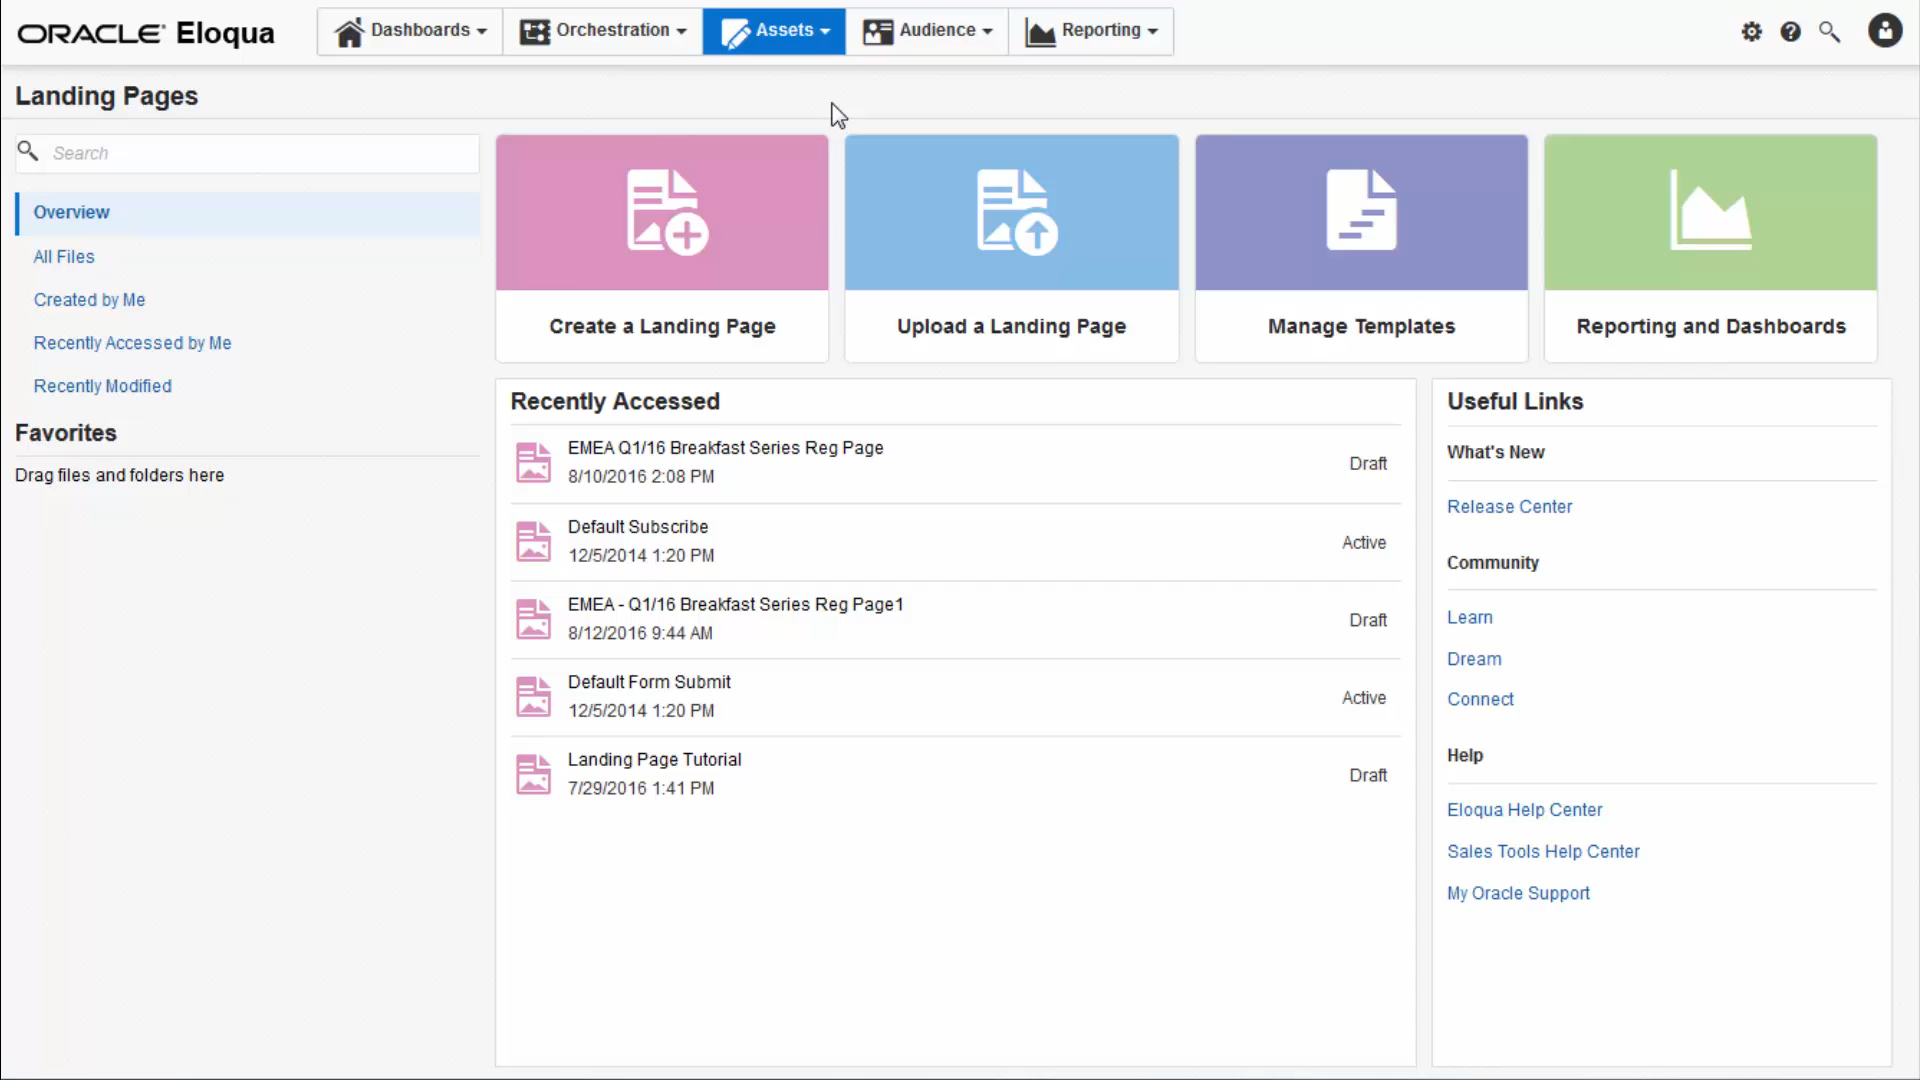 ORACLE Eloqua
Dashboards
Orchestration
Assets
Audience
Reporting
Landing Pages
Search
Overview
All Files
Created by Me
Recently Accessed by Me
Recently Modified
Favorites
Drag files and folders here
Create a Landing Page
Upload a Landing Page
Manage Templates
Reporting and Dashboards
Recently Accessed
EMEA Q1/16 Breakfast Series Reg Page
8/10/2016 2:08 PM
Draft
Default Subscribe
12/5/2014 1:20 PM
Active
EMEA - Q1/16 Breakfast Series Reg Page1
8/12/2016 9:44 AM
Draft
Default Form Submit
12/5/2014 1:20 PM
Active
Landing Page Tutorial
7/29/2016 1:41 PM
Draft
Useful Links
What's New
Release Center
Community
Learn
Dream
Connect
Help
Eloqua Help Center
Sales Tools Help Center
My Oracle Support